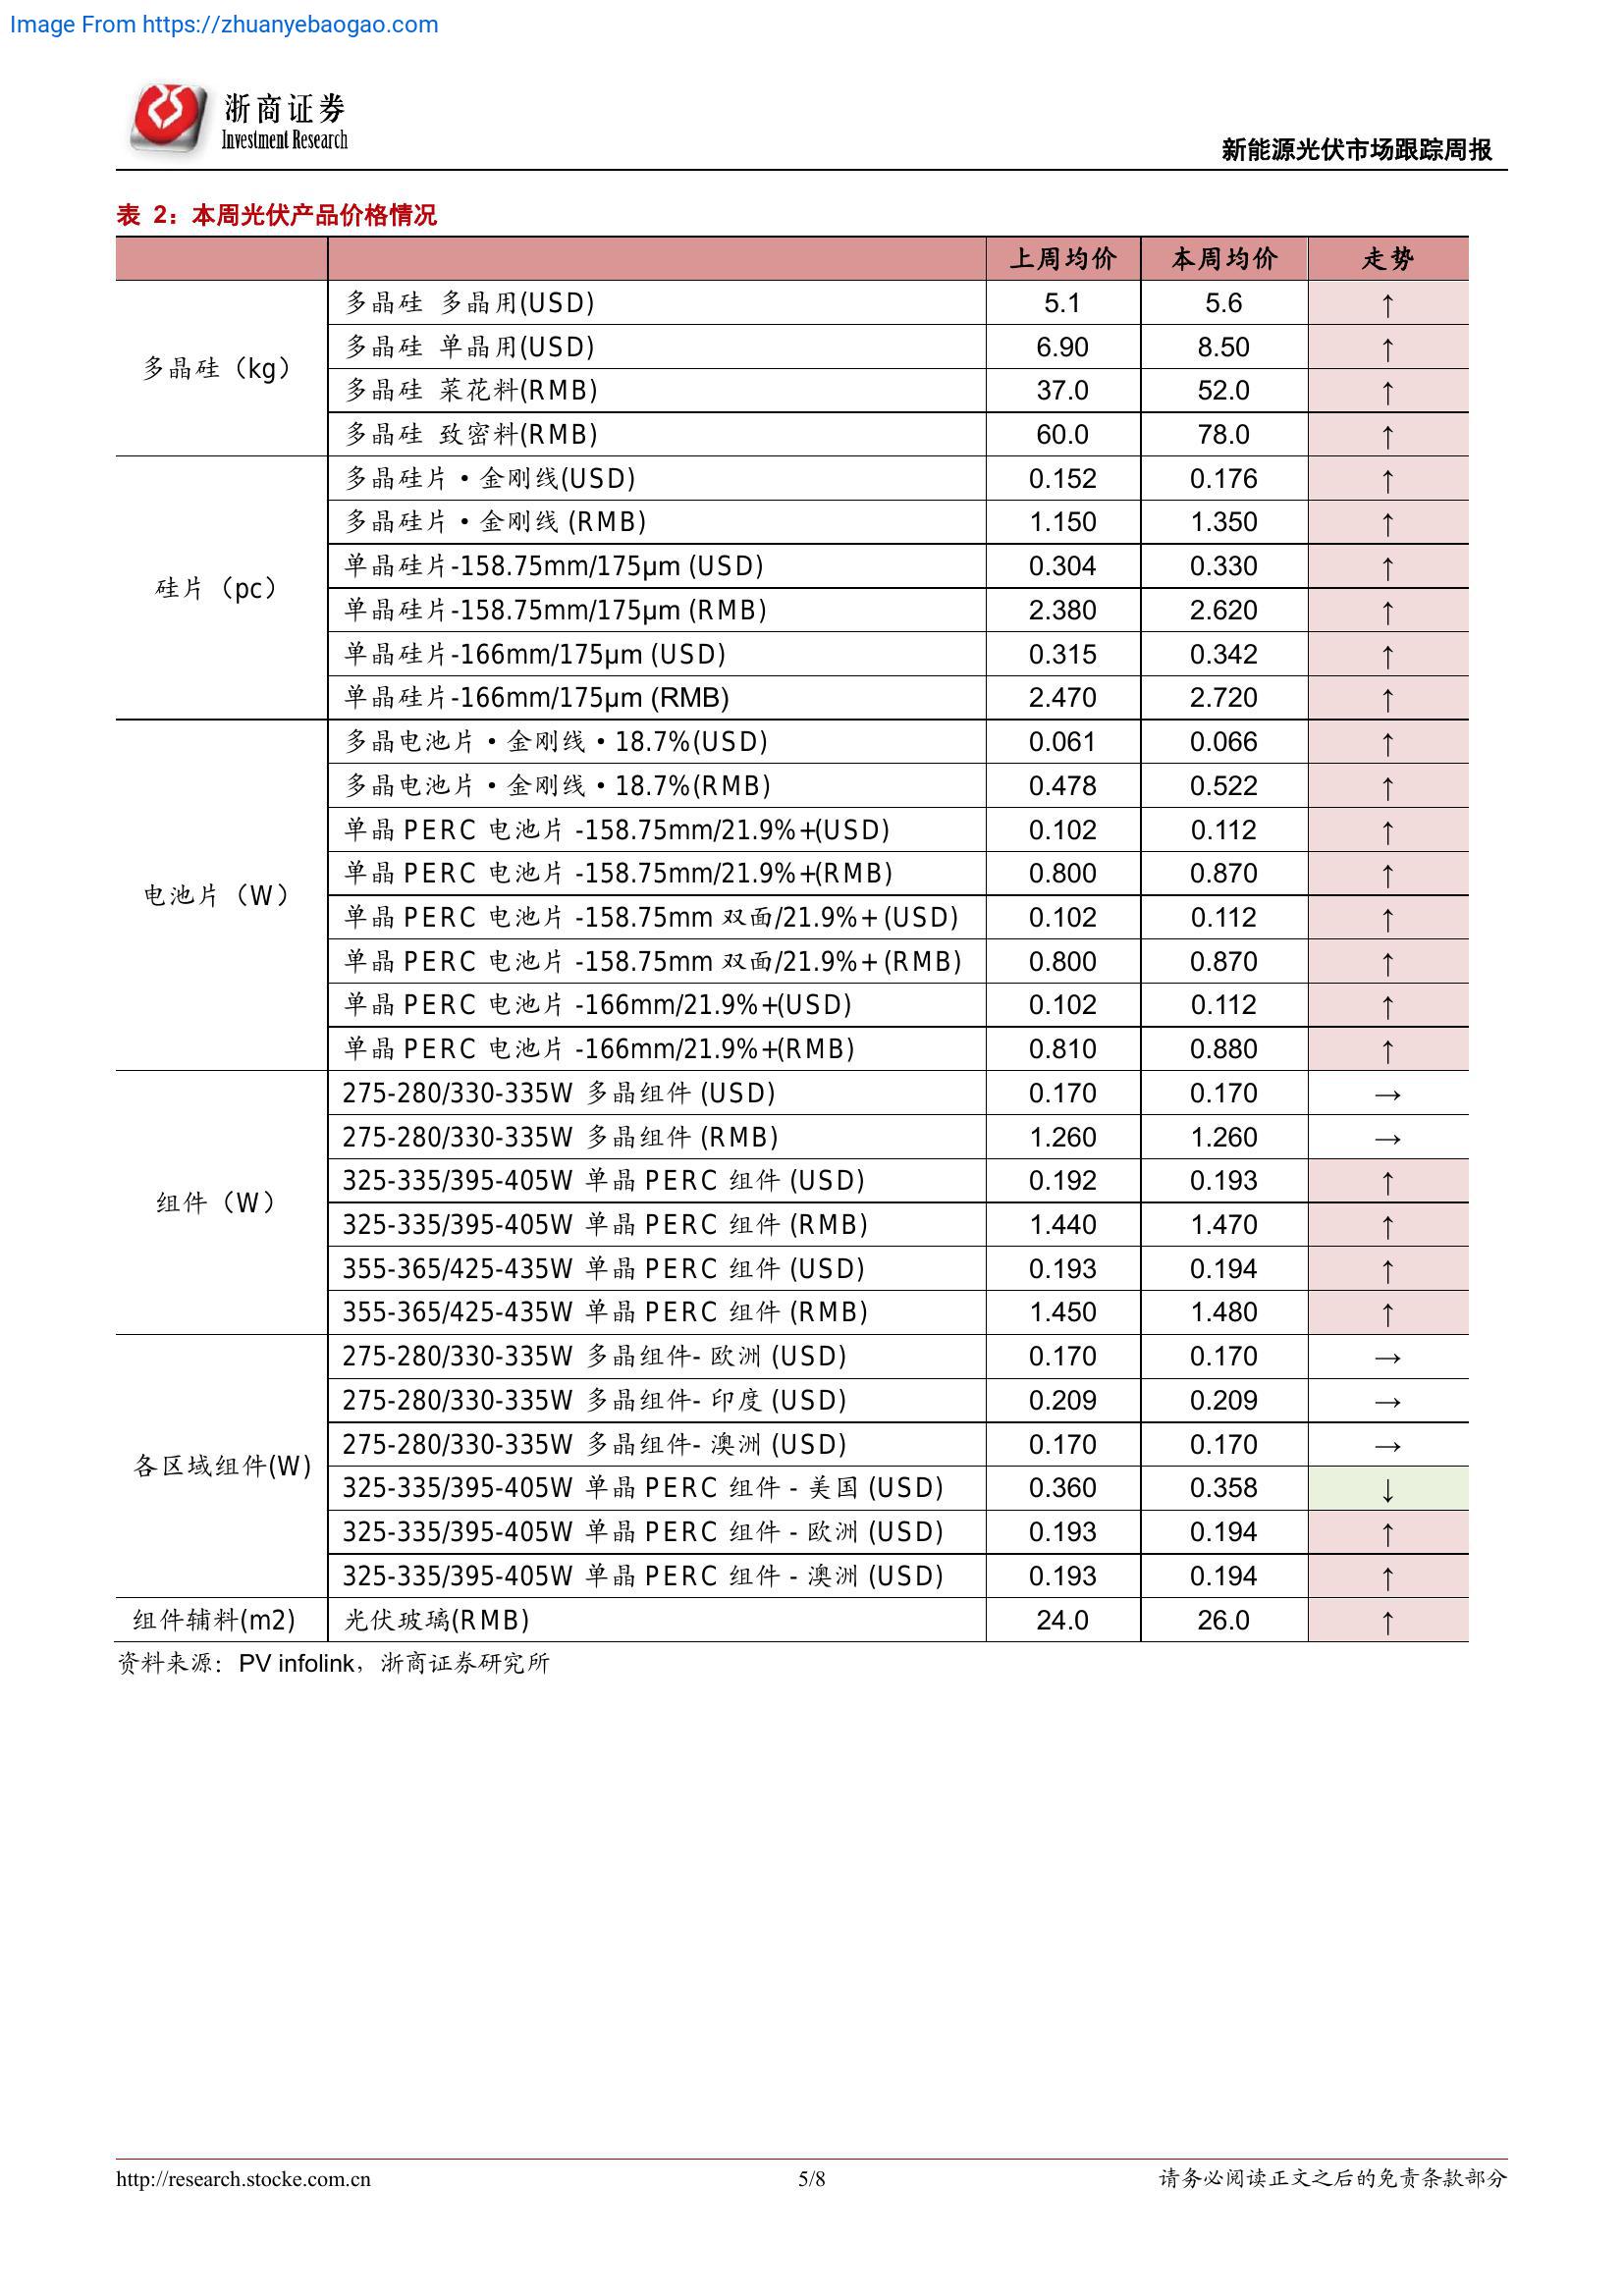 Image From https://zhuanyebaogao.com
浙商证券
Investment Research
新能源光伏市场跟踪周报
表 2：本周光伏产品价格情况
上周均价 本周均价 走势
多晶硅（kg）
多晶硅 多晶用(USD) 5.1 5.6 ↑
多晶硅 单晶用(USD) 6.90 8.50 ↑
多晶硅 菜花料(RMB) 37.0 52.0 ↑
多晶硅 致密料(RMB) 60.0 78.0 ↑
硅片（pc）
多晶硅片·金刚线(USD) 0.152 0.176 ↑
多晶硅片·金刚线 (RMB) 1.150 1.350 ↑
单晶硅片-158.75mm/175μm (USD) 0.304 0.330 ↑
单晶硅片-158.75mm/175μm (RMB) 2.380 2.620 ↑
单晶硅片-166mm/175μm (USD) 0.315 0.342 ↑
单晶硅片-166mm/175μm (RMB) 2.470 2.720 ↑
电池片（W）
多晶电池片·金刚线·18.7%(USD) 0.061 0.066 ↑
多晶电池片·金刚线·18.7%(RMB) 0.478 0.522 ↑
单晶 PERC 电池片 -158.75mm/21.9%+(USD) 0.102 0.112 ↑
单晶 PERC 电池片 -158.75mm/21.9%+(RMB) 0.800 0.870 ↑
单晶 PERC 电池片 -158.75mm 双面/21.9%+ (USD) 0.102 0.112 ↑
单晶 PERC 电池片 -158.75mm 双面/21.9%+ (RMB) 0.800 0.870 ↑
单晶 PERC 电池片 -166mm/21.9%+(USD) 0.102 0.112 ↑
单晶 PERC 电池片 -166mm/21.9%+(RMB) 0.810 0.880 ↑
组件（W）
275-280/330-335W 多晶组件 (USD) 0.170 0.170 →
275-280/330-335W 多晶组件 (RMB) 1.260 1.260 →
325-335/395-405W 单晶 PERC 组件 (USD) 0.192 0.193 ↑
325-335/395-405W 单晶 PERC 组件 (RMB) 1.440 1.470 ↑
355-365/425-435W 单晶 PERC 组件 (USD) 0.193 0.194 ↑
355-365/425-435W 单晶 PERC 组件 (RMB) 1.450 1.480 ↑
各区域组件(W)
275-280/330-335W 多晶组件- 欧洲 (USD) 0.170 0.170 →
275-280/330-335W 多晶组件- 印度 (USD) 0.209 0.209 →
275-280/330-335W 多晶组件- 澳洲 (USD) 0.170 0.170 →
325-335/395-405W 单晶 PERC 组件 - 美国 (USD) 0.360 0.358 ↓
325-335/395-405W 单晶 PERC 组件 - 欧洲 (USD) 0.193 0.194 ↑
325-335/395-405W 单晶 PERC 组件 - 澳洲 (USD) 0.193 0.194 ↑
组件辅料(m2) 光伏玻璃(RMB) 24.0 26.0 ↑
资料来源：PV infolink，浙商证券研究所
http://research.stocke.com.cn 5/8 请务必阅读正文之后的免责条款部分